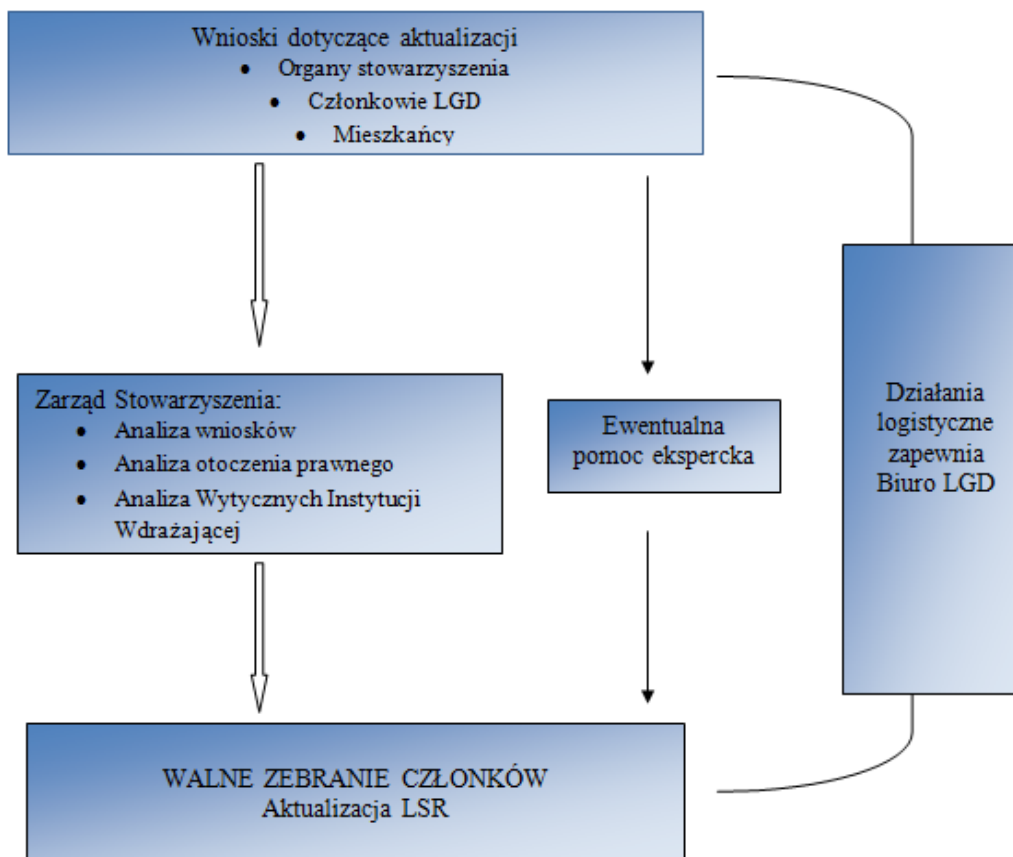 Wnioski dotyczące aktualizacji
• Organy stowarzyszenia
• Członkowie LGD
• Mieszkańcy
Zarząd Stowarzyszenia:
• Analiza wniosków
• Analiza otoczenia prawnego
• Analiza Wytycznych Instytucji
Wdrażającej
Ewentualna
pomoc ekspercka
Działania
logistyczne
zapewnia
Biuro LGD
WALNE ZEBRANIE CZŁONKÓW
Aktualizacja LSR